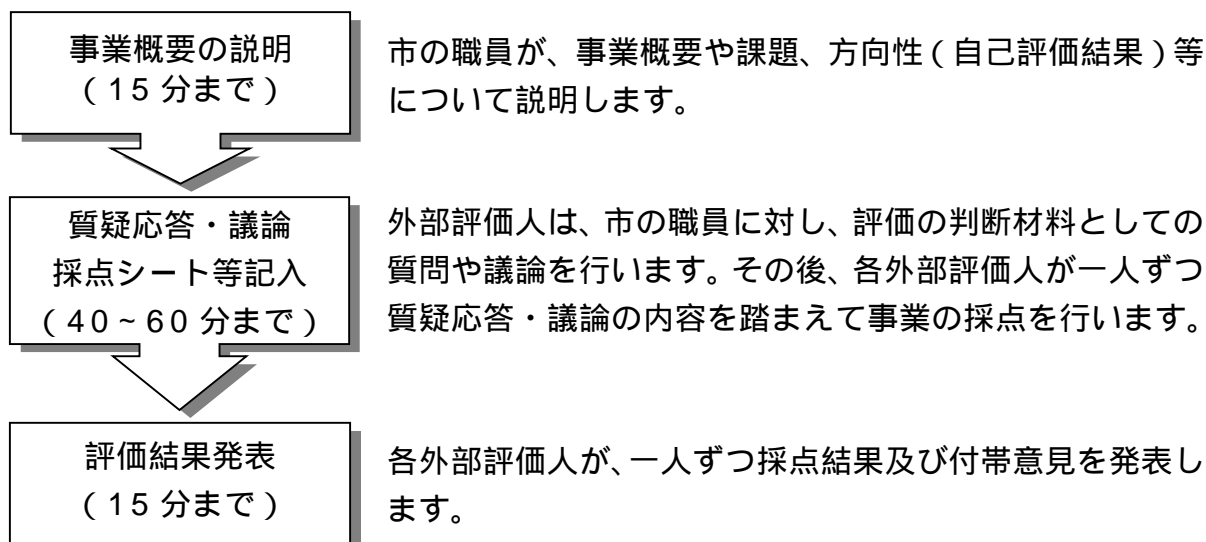 事業概要の説明
(15分まで)
市の職員が、事業概要や課題、方向性(自己評価結果)等
について説明します。
質疑応答・議論
採点シート等記入
(40~60分まで)
外部評価人は、市の職員に対し、評価の判断材料としての
質問や議論を行います。その後、各外部評価人が一人ずつ
質疑応答・議論の内容を踏まえて事業の採点を行います。
評価結果発表
(15分まで)
各外部評価人が、一人ずつ採点結果及び付帯意見を発表し
ます。